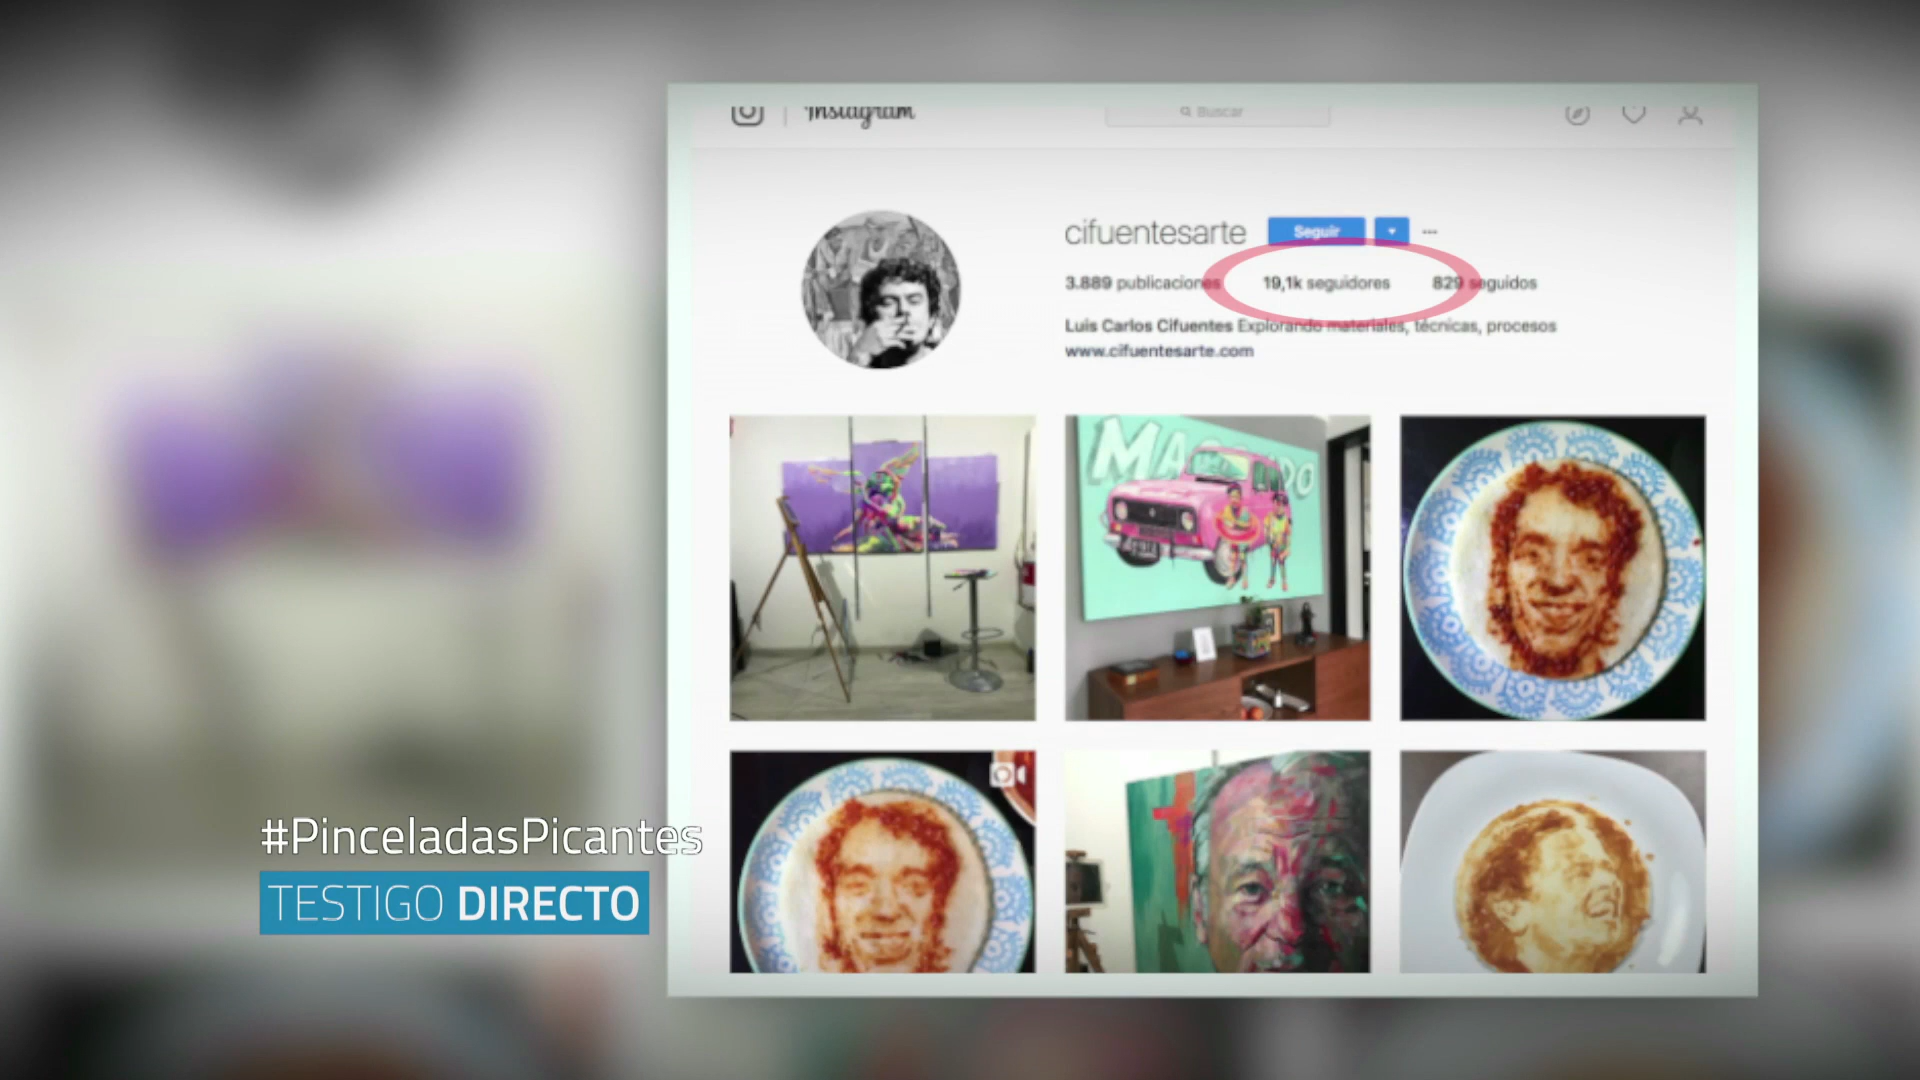 Instagram
Buscar
cifuentesarte Seguir
3.889 publicaciones 19,1k seguidores 829 seguidos
Luis Carlos Cifuentes Explorando materiales, técnicas, procesos
www.cifuentesarte.com
#PinceladasPicantes
TESTIGO DIRECTO